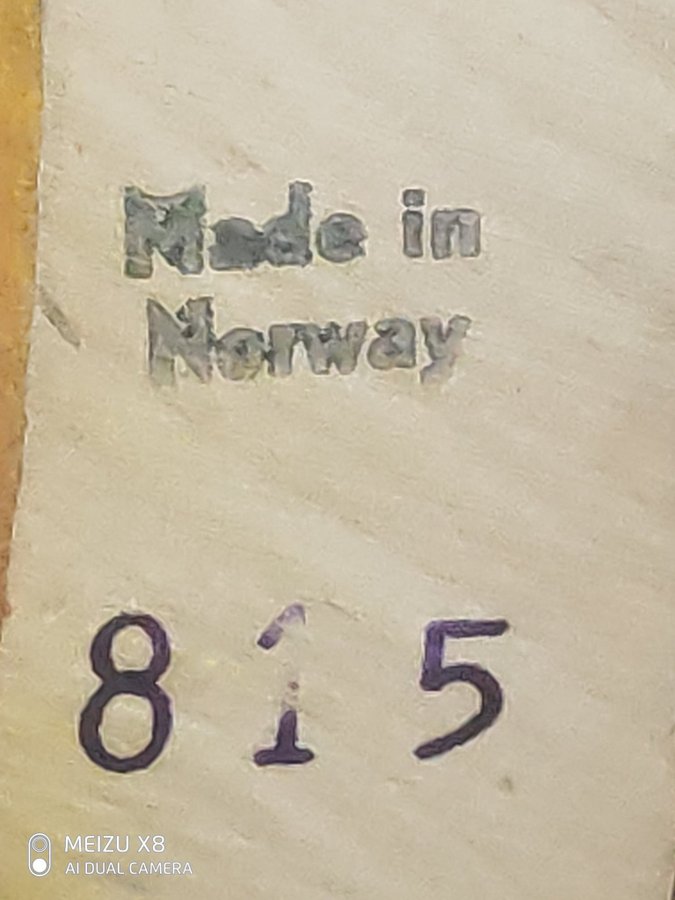 Made in
Norway
815
MEIZU X8
AI DUAL CAMERA